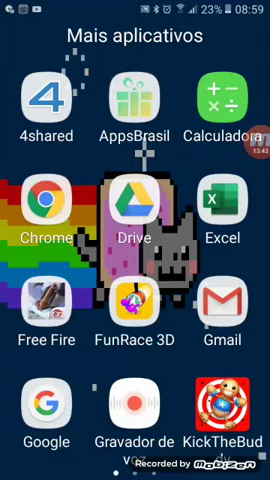 23% 08:59
Mais aplicativos
4shared AppsBrasil Calculadora
13:43
Chrome Drive Excel
Free Fire FunRace 3D Gmail
Google Gravador de KickTheBud
voz dy
Recorded by mobizen